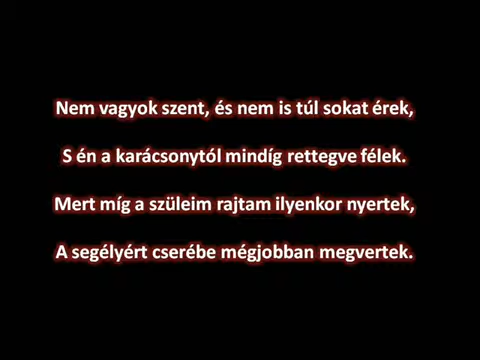 Nem vagyok szent, és nem is túl sokat érek,
S én a karácsonytól mindíg rettegve félek.
Mert míg a szüleim rajtam ilyenkor nyertek,
A segélyért cserébe mégjobban megvertek.